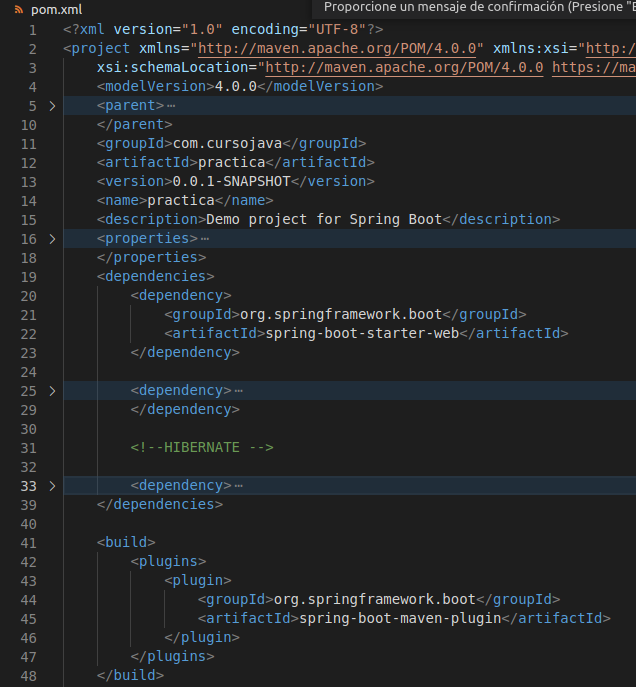 pom.xml
Proporcione un mensaje de confirmación (Presione "E
1 <?xml version="1.0" encoding="UTF-8"?>
2 <project xmlns="http://maven.apache.org/POM/4.0.0" xmlns:xsi="http:/
3 xsi:schemaLocation="http://maven.apache.org/POM/4.0.0 https://ma
4 <modelVersion>4.0.0</modelVersion>
5 <parent>…
10 </parent>
11 <groupId>com.cursojava</groupId>
12 <artifactId>practica</artifactId>
13 <version>0.0.1-SNAPSHOT</version>
14 <name>practica</name>
15 <description>Demo project for Spring Boot</description>
16 <properties>…
18 </properties>
19 <dependencies>
20 <dependency>
21 <groupId>org.springframework.boot</groupId>
22 <artifactId>spring-boot-starter-web</artifactId>
23 </dependency>
24
25 <dependency>…
29 </dependency>
30
31 <!--HIBERNATE -->
32
33 <dependency>…
39 </dependencies>
40
41 <build>
42 <plugins>
43 <plugin>
44 <groupId>org.springframework.boot</groupId>
45 <artifactId>spring-boot-maven-plugin</artifactId>
46 </plugin>
47 </plugins>
48 </build>